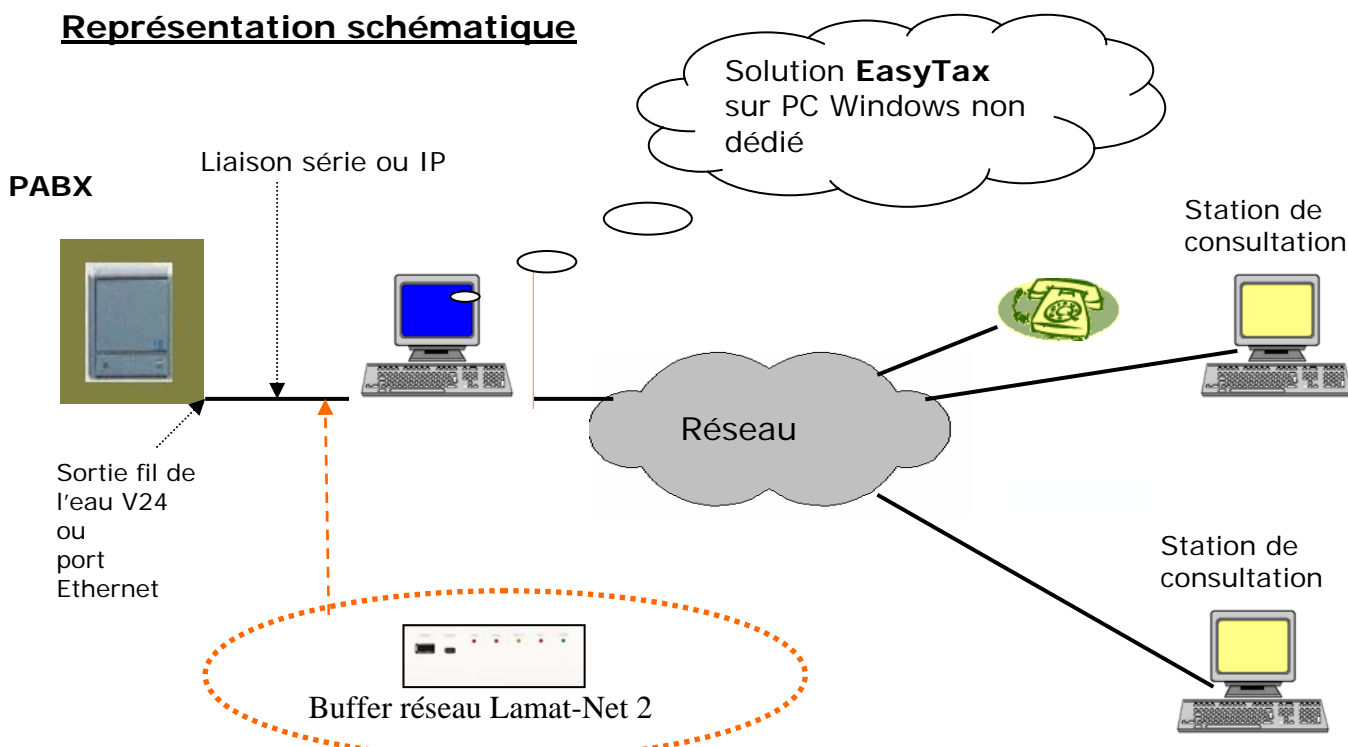 Représentation schématique
Solution EasyTax
sur PC Windows non
dédié
Liaison série ou IP
PABX
Station de
consultation
Réseau
Sortie fil de
l'eau V24
ou
port
Ethernet
Station de
consultation
Buffer réseau Lamat-Net 2